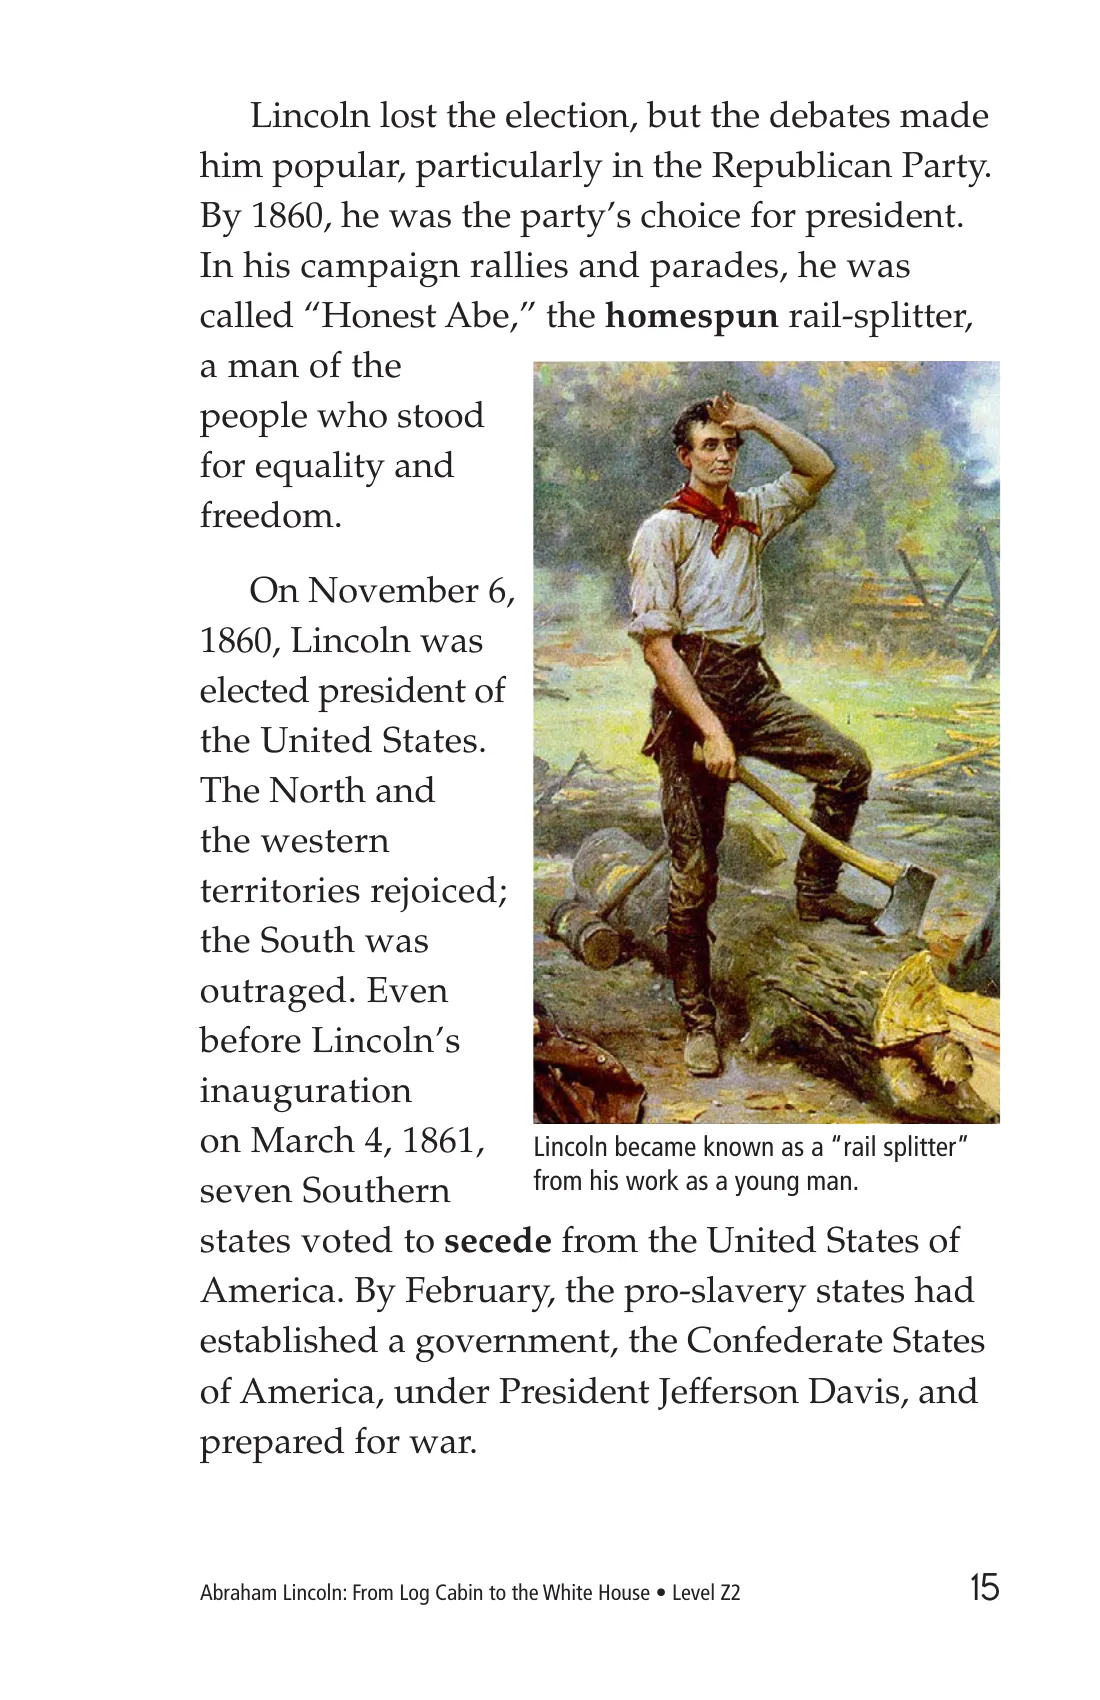 Lincoln lost the election, but the debates made
him popular, particularly in the Republican Party.
By 1860, he was the party’s choice for president.
In his campaign rallies and parades, he was
called “Honest Abe,” the homespun rail-splitter,
a man of the
people who stood
for equality and
freedom.
On November 6,
1860, Lincoln was
elected president of
the United States.
The North and
the western
territories rejoiced;
the South was
outraged. Even
before Lincoln’s
inauguration
on March 4, 1861,
seven Southern
states voted to secede from the United States of
America. By February, the pro-slavery states had
established a government, the Confederate States
of America, under President Jefferson Davis, and
prepared for war.
Lincoln became known as a “rail splitter”
from his work as a young man.
Abraham Lincoln: From Log Cabin to the White House • Level Z2
15